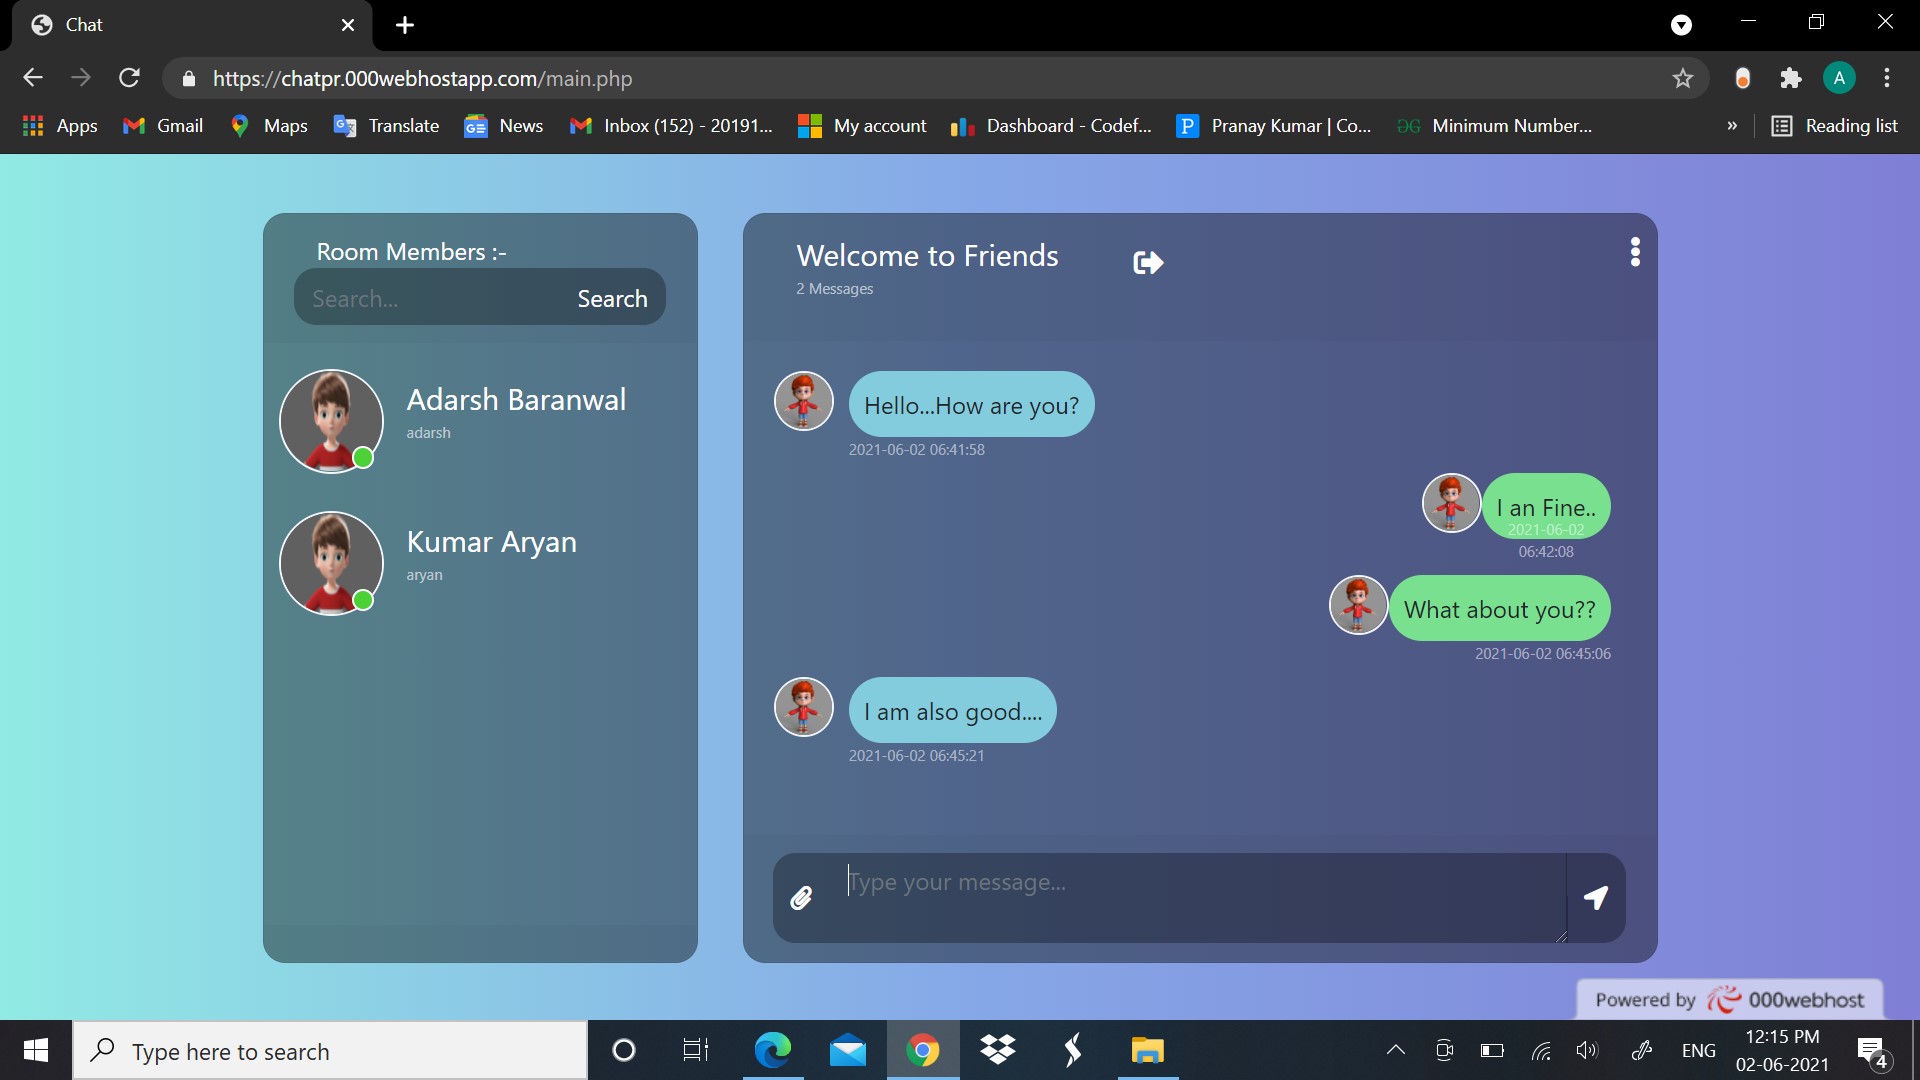 Chat
https://chatpr.000webhostapp.com/main.php
A
Apps Gmail Maps Translate News Inbox (152) - 20191... My account Dashboard - Codef... Pranay Kumar | Co... Minimum Number... » Reading list
Room Members :-
Search... Search
Adarsh Baranwal
adarsh
Kumar Aryan
aryan
Welcome to Friends
2 Messages
Hello...How are you?
2021-06-02 06:41:58
I an Fine..
2021-06-02
06:42:08
What about you??
2021-06-02 06:45:06
I am also good....
2021-06-02 06:45:21
Type your message...
Powered by 000webhost
Type here to search
ENG
12:15 PM
02-06-2021
4